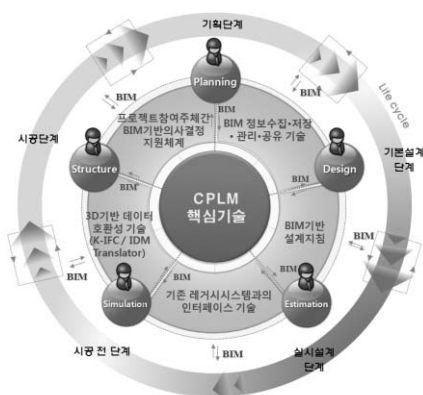 기획단계
Life cycle
Planning
BIM
BIM
BIM
프로젝트참여주체간
BIM기반의사결정
지원체계
BIM 정보수집•저장
• 관리•공유 기술
시공단계
Structure
BIM
CPLM
핵심기술
Design
기본설계
단계
3D기반 데이터
호환성 기술
(K-IFC / IDM
Translator)
BIM기반
설계지침
BIM
BIM
Simulation
기존 레거시시스템과의
인터페이스 기술
Estimation
시공 전 단계
BIM
실시설계
단계